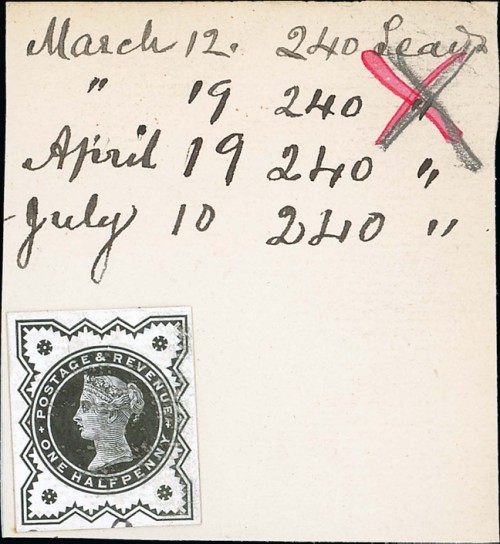 March 12. 240 Leads
" 19 240 "
April 19 240 "
July 10 240 "
POSTAGE & REVENUE
ONE HALFPENNY